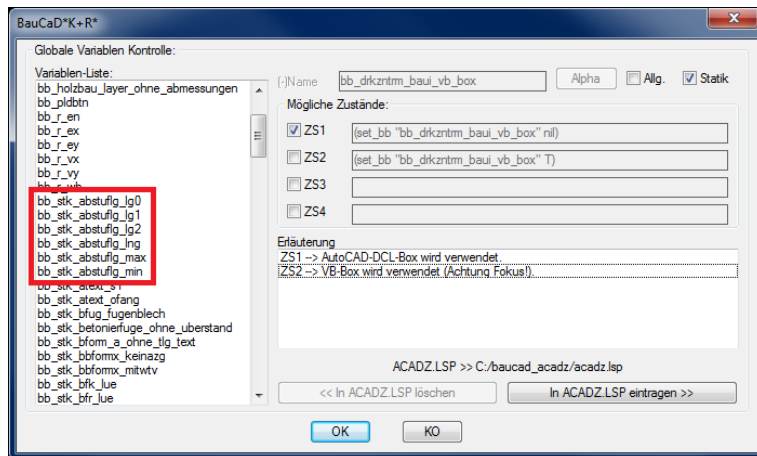 BauCaD*K+R*
Globale Variablen Kontrolle:
Variablen-Liste:
bb_holzbau_layer_ohne_abmessungen
bb_pldbtn
bb_r_en
bb_r_ex
bb_r_ey
bb_r_vx
bb_r_vy
bb_r_wb
bb_stk_abstuflg_lg0
bb_stk_abstuflg_lg1
bb_stk_abstuflg_lg2
bb_stk_abstuflg_lng
bb_stk_abstuflg_max
bb_stk_abstuflg_min
bb_stk_atext_s1
bb_stk_atext_ofang
bb_stk_bfug_fugenblech
bb_stk_betonierfuge_ohne_uberstand
bb_stk_bform_a_ohne_tlg_text
bb_stk_bbformx_keinazg
bb_stk_bbformx_mitwtv
bb_stk_bfk_lue
bb_stk_bfr_lue
(-)Name bb_drkzntrm_baui_vb_box Alpha Allg. Statik
Mögliche Zustände:
ZS1 (set_bb "bb_drkzntrm_baui_vb_box" nil)
ZS2 (set_bb "bb_drkzntrm_baui_vb_box" T)
ZS3
ZS4
Erläuterung
ZS1 --> AutoCAD-DCL-Box wird verwendet.
ZS2 --> VB-Box wird verwendet (Achtung Fokus!).
ACADZ.LSP >> C:/baucad_acadz/acadz.lsp
<< In ACADZ.LSP löschen In ACADZ.LSP eintragen >>
OK KO